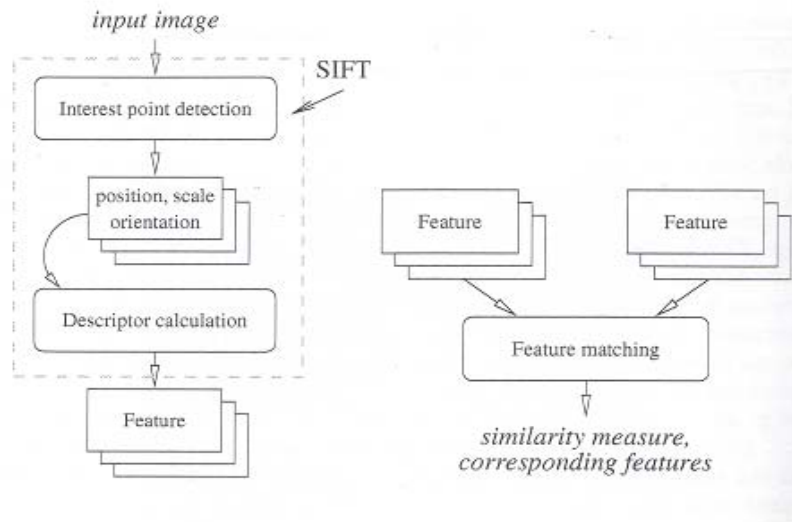 input image
SIFT
Interest point detection
position, scale
orientation
Descriptor calculation
Feature
Feature
Feature
Feature matching
similarity measure,
corresponding features